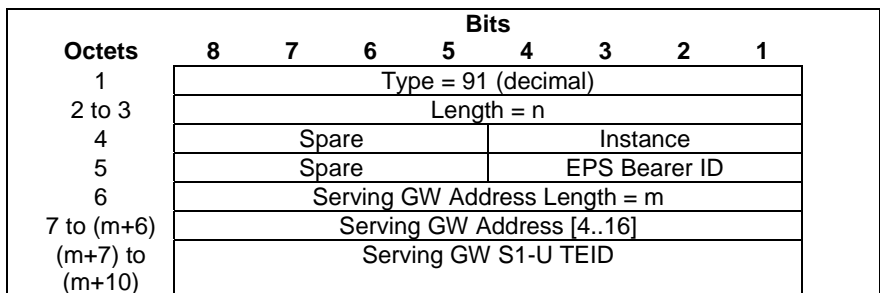 Bits
Octets 8 7 6 5 4 3 2 1
1 Type = 91 (decimal)
2 to 3 Length = n
4 Spare Instance
5 Spare EPS Bearer ID
6 Serving GW Address Length = m
7 to (m+6) Serving GW Address [4..16]
(m+7) to Serving GW S1-U TEID
(m+10)